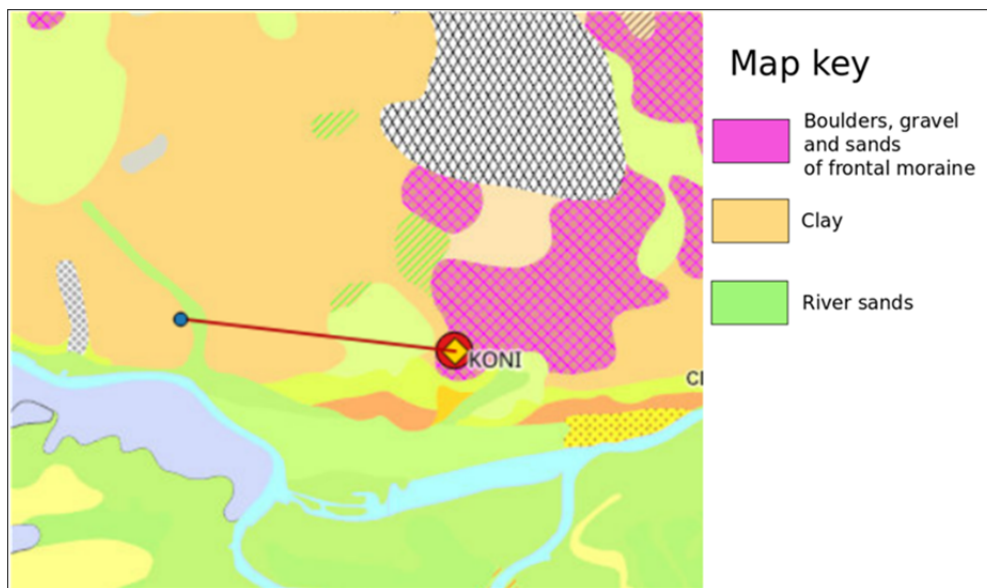 Map key
Boulders, gravel
and sands
of frontal moraine
Clay
River sands
KONI